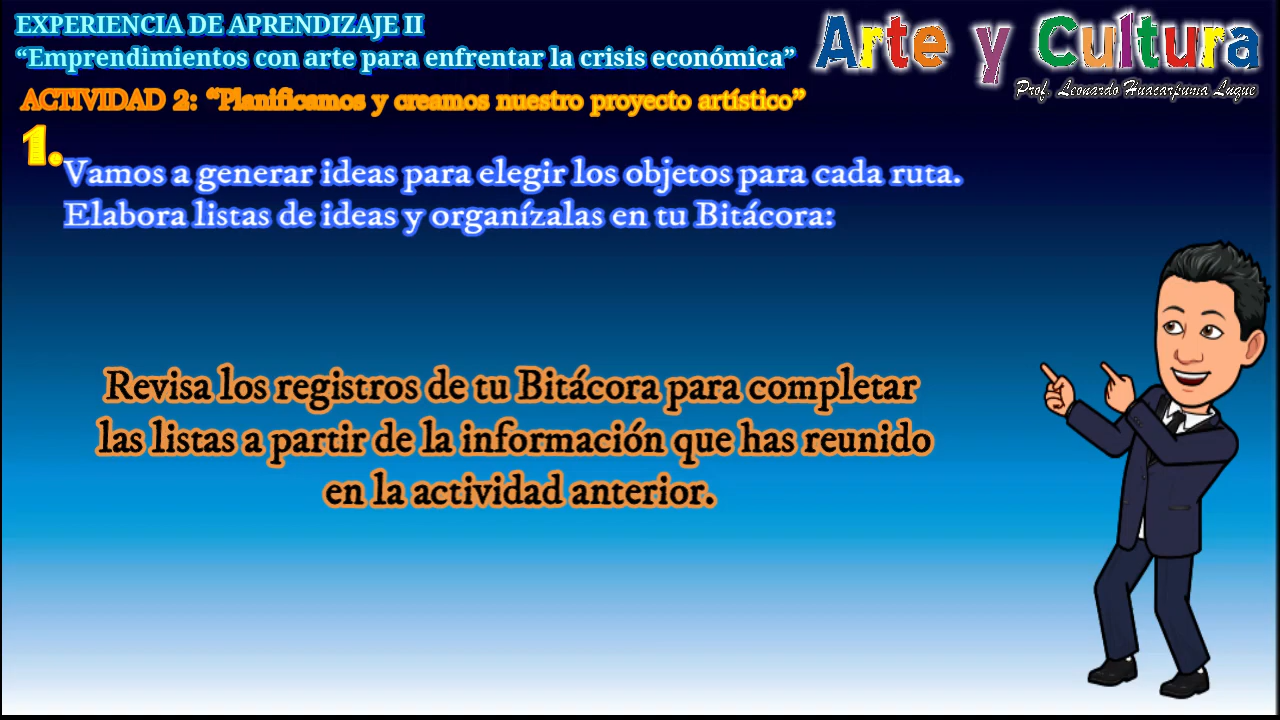 EXPERIENCIA DE APRENDIZAJE II
“Emprendimientos con arte para enfrentar la crisis económica”
Arte y Cultura
Prof. Leonardo Huacarpuma Luque
ACTIVIDAD 2: “Planificamos y creamos nuestro proyecto artístico”
1.
Vamos a generar ideas para elegir los objetos para cada ruta.
Elabora listas de ideas y organízalas en tu Bitácora:
Revisa los registros de tu Bitácora para completar
las listas a partir de la información que has reunido
en la actividad anterior.